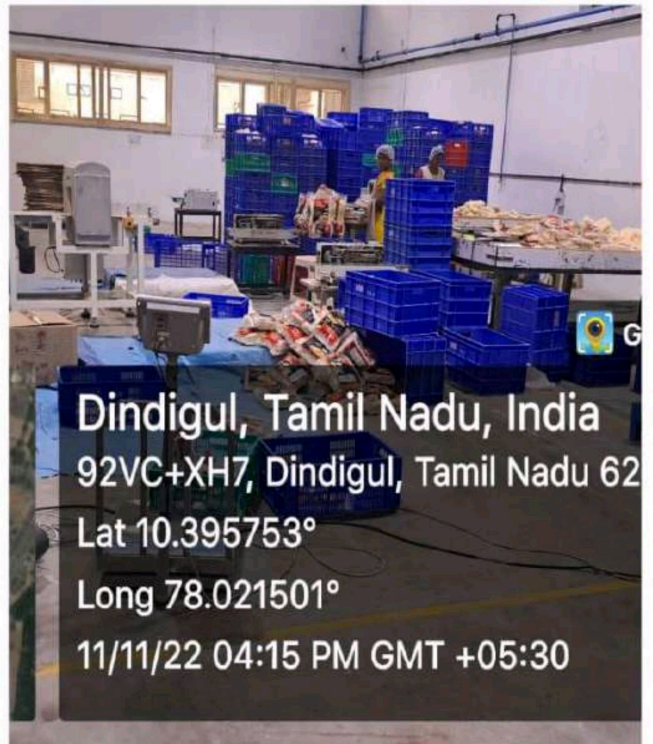 G
Dindigul, Tamil Nadu, India
92VC+XH7, Dindigul, Tamil Nadu 62
Lat 10.395753°
Long 78.021501°
11/11/22 04:15 PM GMT +05:30